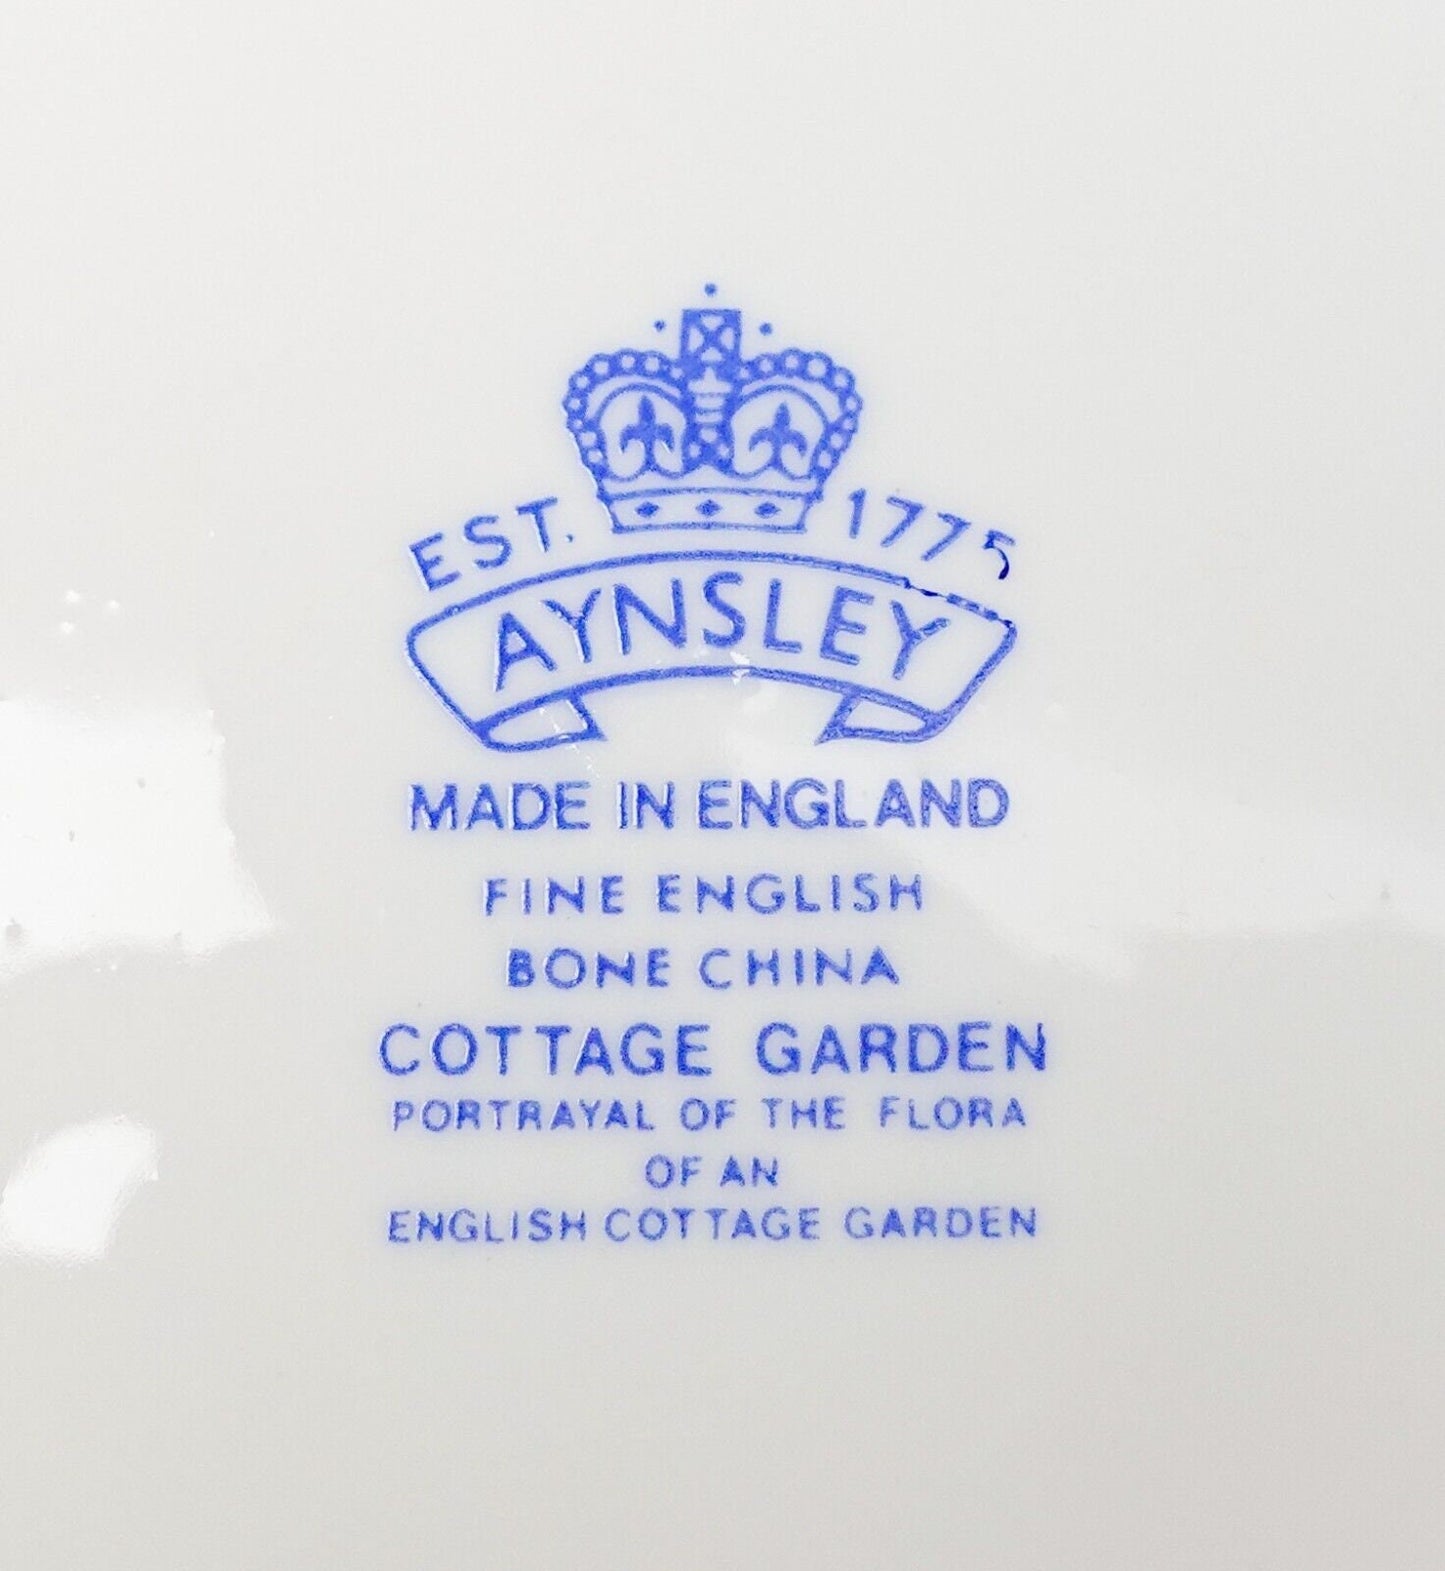 EST. 1775
AYNSLEY
MADE IN ENGLAND
FINE ENGLISH
BONE CHINA
COTTAGE GARDEN
PORTRAYAL OF THE FLORA
OF AN
ENGLISH COTTAGE GARDEN